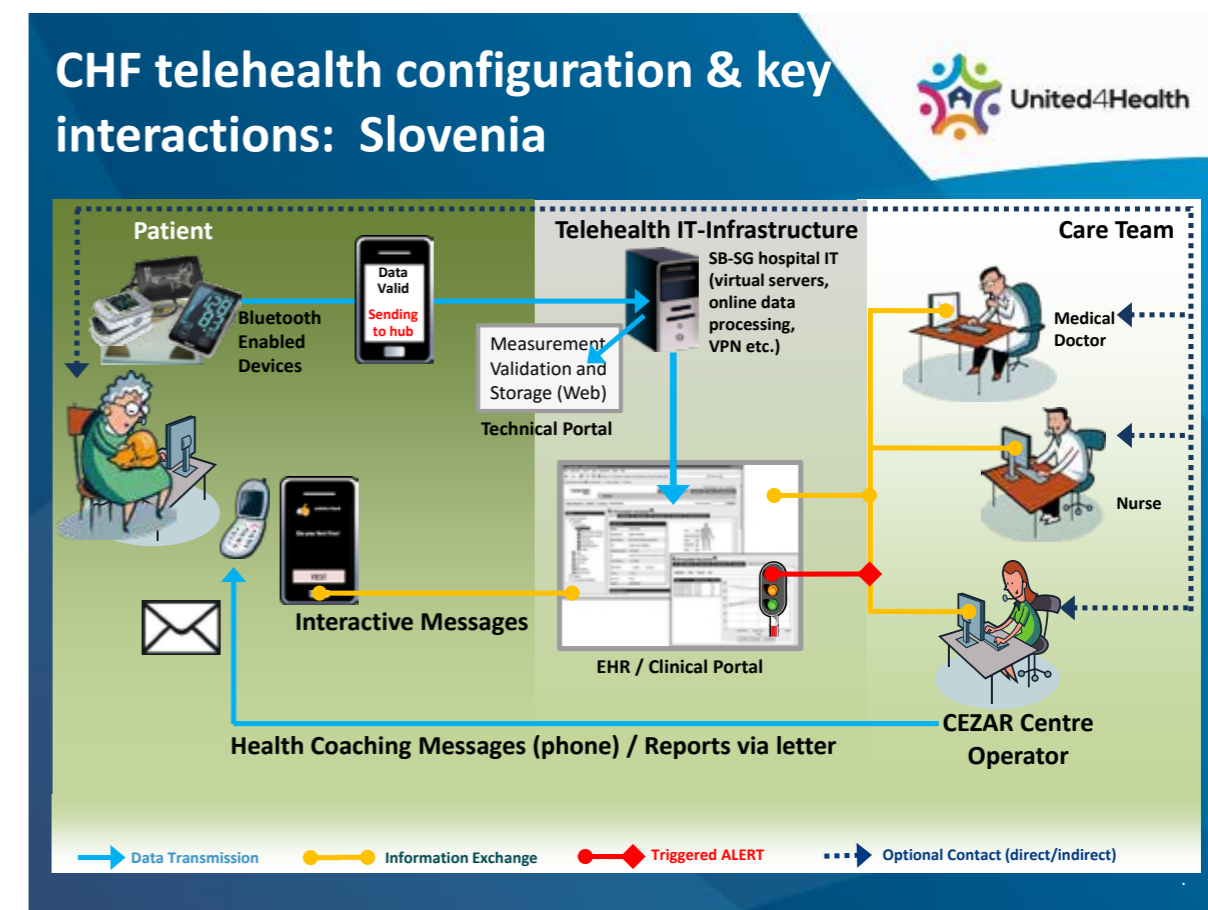 CHF telehealth configuration & key
interactions: Slovenia
United4Health
Patient
Telehealth IT-Infrastructure
Care Team
Data
Valid
Sending
to hub
SB-SG hospital IT
(virtual servers,
online data
processing,
VPN etc.)
Bluetooth
Enabled
Devices
Measurement
Validation and
Storage (Web)
Technical Portal
Medical
Doctor
Nurse
YES!
Interactive Messages
EHR / Clinical Portal
CEZAR Centre
Operator
Health Coaching Messages (phone) / Reports via letter
Data Transmission
Information Exchange
Triggered ALERT
Optional Contact (direct/indirect)